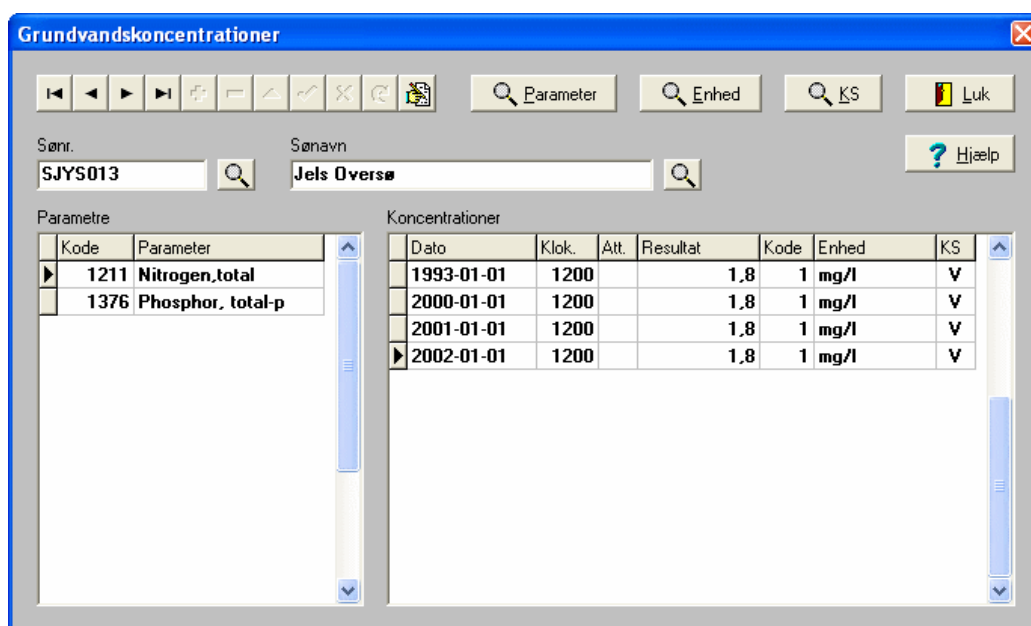 Grundvandskoncentrationer
Parameter Enhed KS Luk
Hjælp
Sønr. Sønavn
SJYS013 Jels Oversø
Parametre
Kode Parameter
1211 Nitrogen,total
1376 Phosphor, total-p
Koncentrationer
Dato Klok. Att. Resultat Kode Enhed KS
1993-01-01 1200 1,8 1 mg/l V
2000-01-01 1200 1,8 1 mg/l V
2001-01-01 1200 1,8 1 mg/l V
2002-01-01 1200 1,8 1 mg/l V